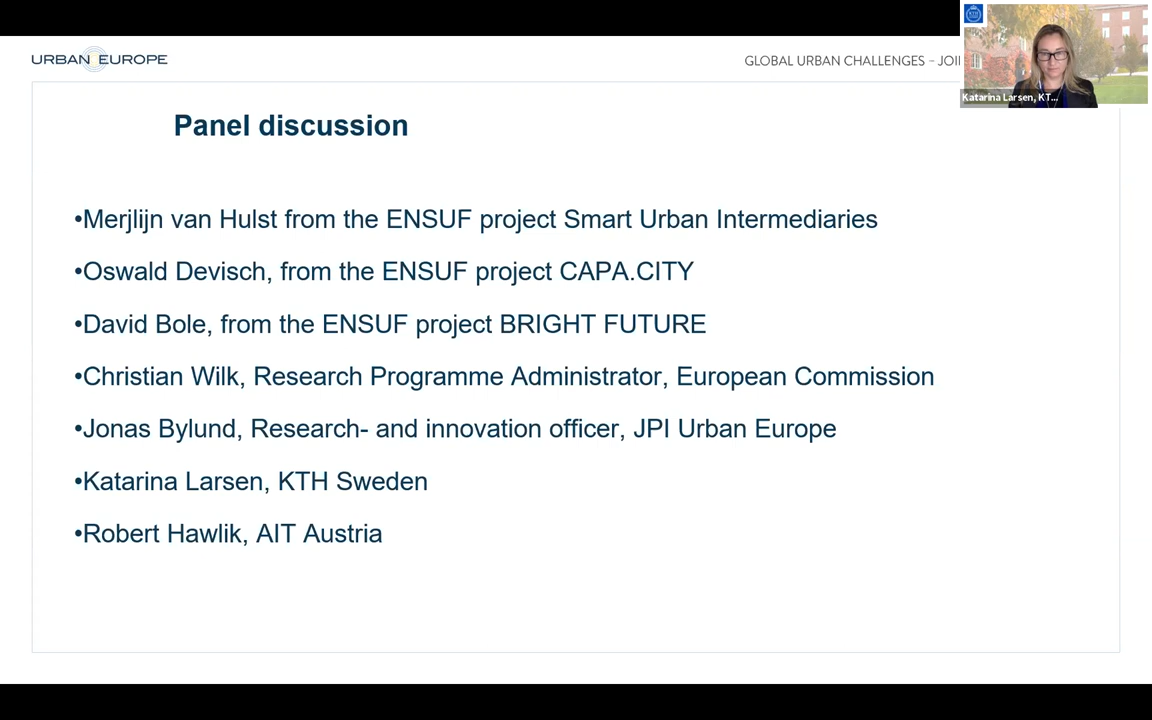 URBAN EUROPE
GLOBAL URBAN CHALLENGES – JOI
KTH
Katarina Larsen, KT...
Panel discussion
•Merjlijn van Hulst from the ENSUF project Smart Urban Intermediaries
•Oswald Devisch, from the ENSUF project CAPA.CITY
•David Bole, from the ENSUF project BRIGHT FUTURE
•Christian Wilk, Research Programme Administrator, European Commission
•Jonas Bylund, Research- and innovation officer, JPI Urban Europe
•Katarina Larsen, KTH Sweden
•Robert Hawlik, AIT Austria